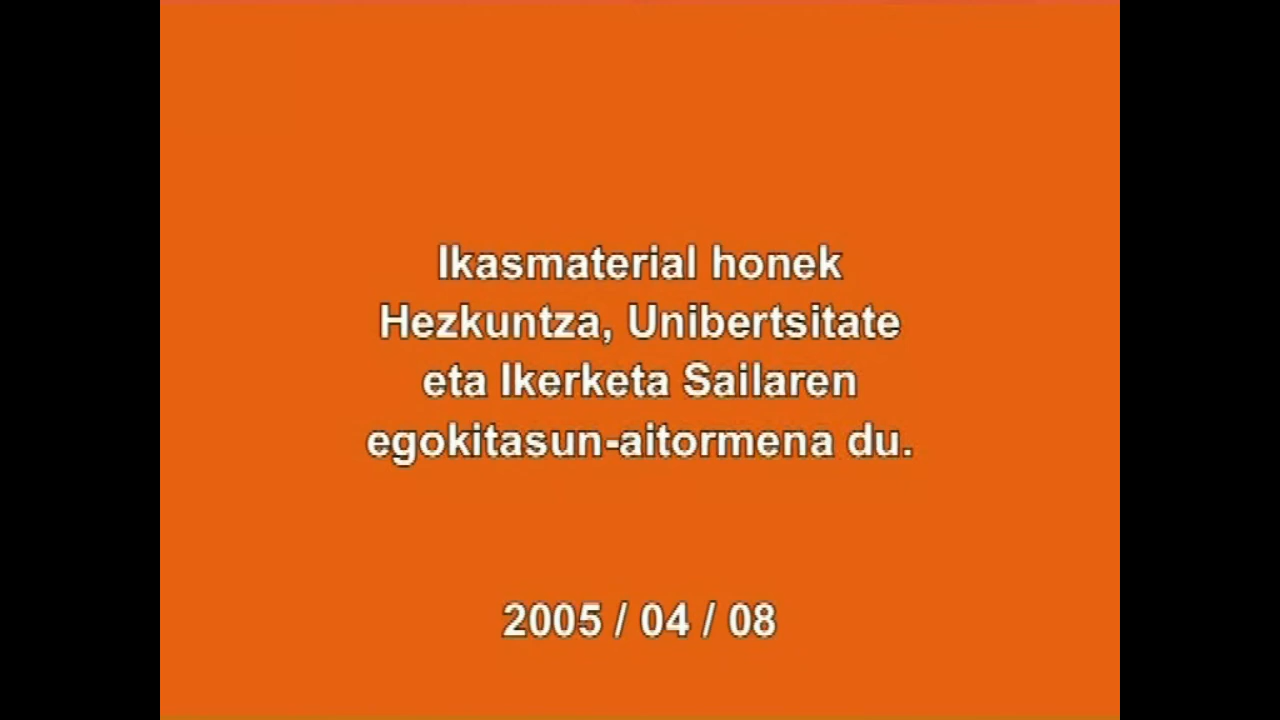 Ikasmaterial honek
Hezkuntza, Unibertsitate
eta Ikerketa Sailaren
egokitasun-aitormena du.
2005 / 04 / 08